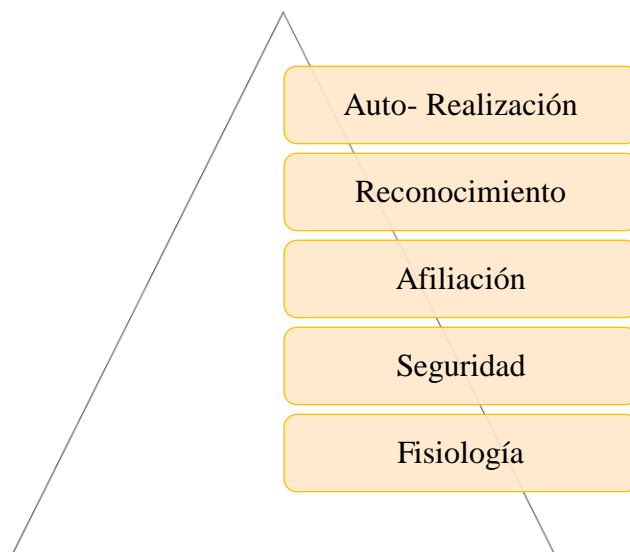 Auto- Realización
Reconocimiento
Afiliación
Seguridad
Fisiología